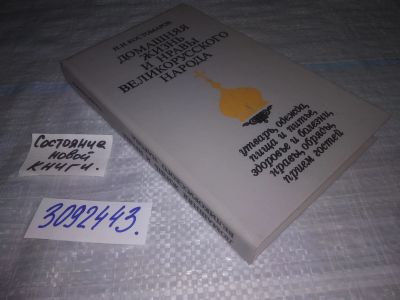 Н.И. КОСТОМАРОВ
ДОМАШНЯЯ
ЖИЗНЬ
И НРАВЫ
ВЕЛИКОРУССКОГО
НАРОДА
утварь, одежда,
пища и питье,
здоровье и болезни,
нравы, обряды,
прием гостей
Состояние
новой
книги.
3092443.